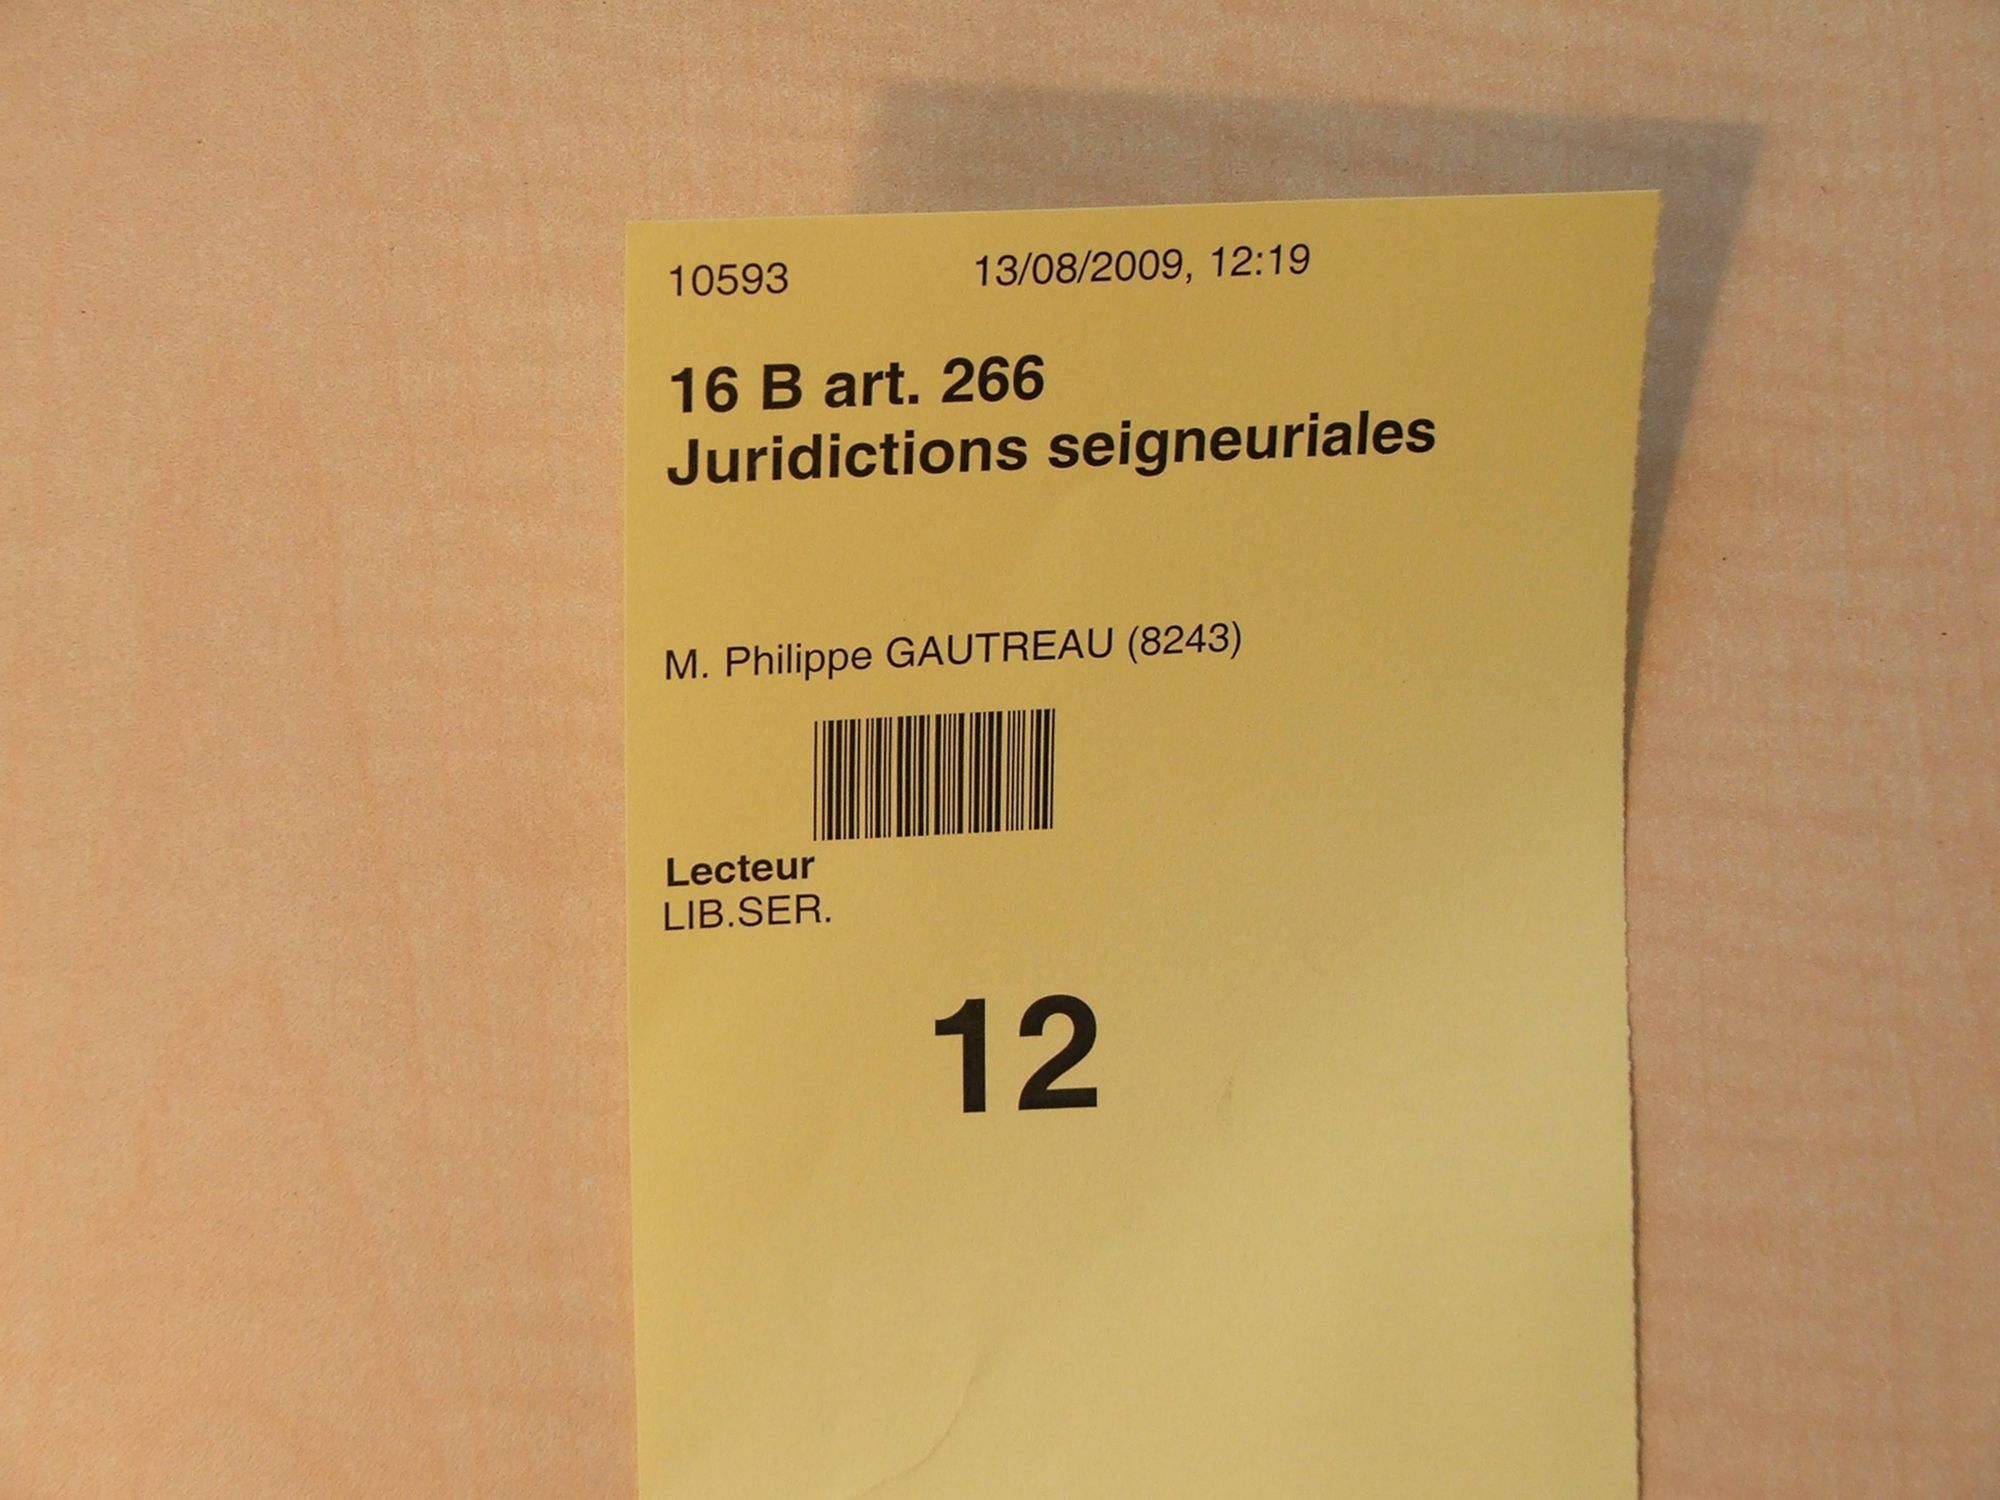 10593 13/08/2009, 12:19
16 B art. 266
Juridictions seigneuriales
M. Philippe GAUTREAU (8243)
Lecteur
LIB.SER.
12